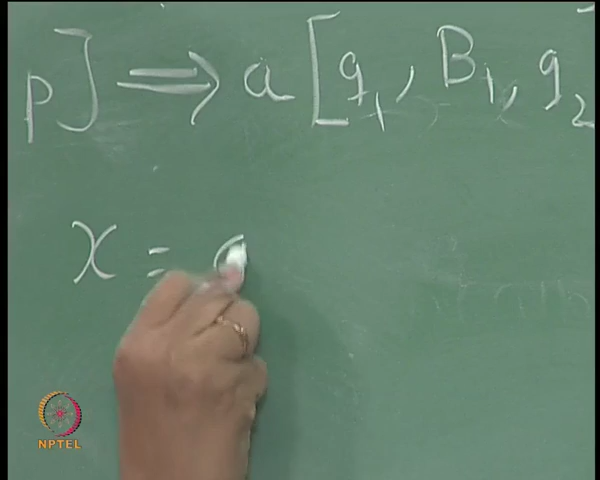 p] ⟹ a [q₁, B₁, q₂
x =
NPTEL